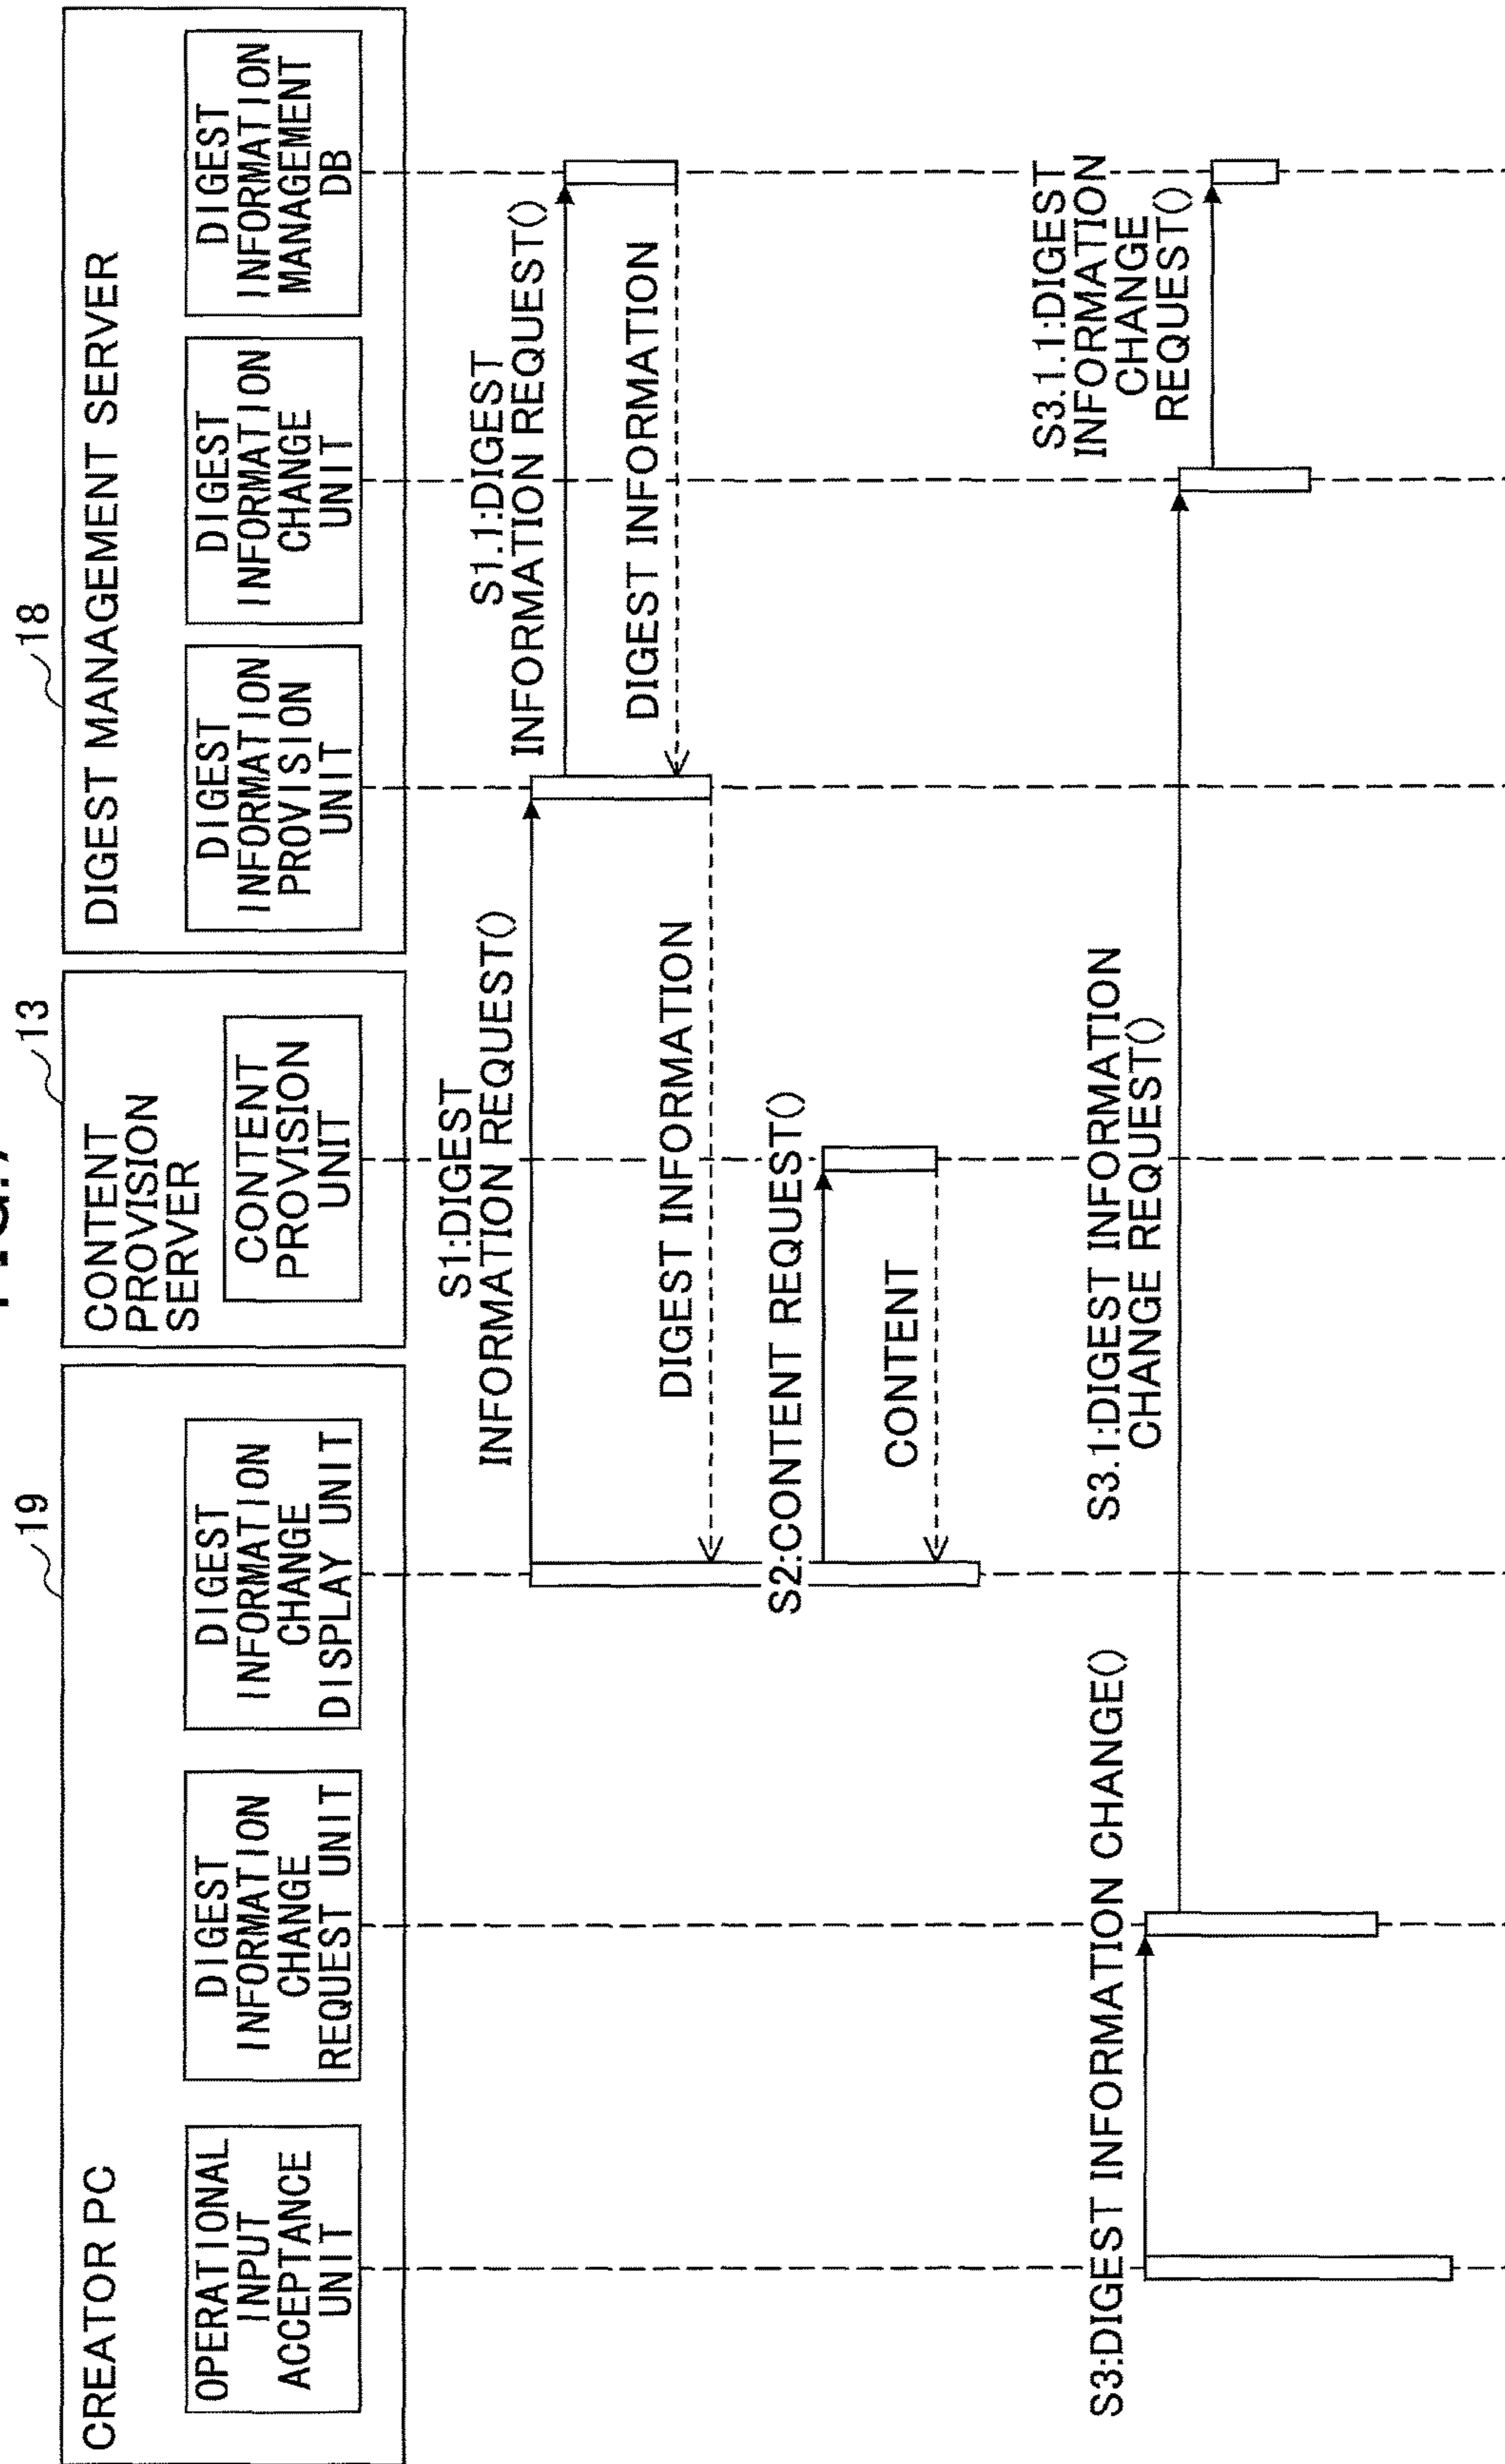 CREATOR PC
19
OPERATIONAL
INPUT
ACCEPTANCE
UNIT
DIGEST
INFORMATION
CHANGE
REQUEST UNIT
DIGEST
INFORMATION
CHANGE
DISPLAY UNIT
CONTENT
PROVISION
SERVER
13
CONTENT
PROVISION
UNIT
DIGEST MANAGEMENT SERVER
18
DIGEST
INFORMATION
PROVISION
UNIT
DIGEST
INFORMATION
CHANGE
UNIT
DIGEST
INFORMATION
MANAGEMENT
DB
S1:DIGEST
INFORMATION REQUEST()
S1.1:DIGEST
INFORMATION REQUEST()
DIGEST INFORMATION
DIGEST INFORMATION
S2:CONTENT REQUEST()
CONTENT
S3:DIGEST INFORMATION CHANGE()
S3.1:DIGEST INFORMATION
CHANGE REQUEST()
S3.1.1:DIGEST
INFORMATION
CHANGE
REQUEST()